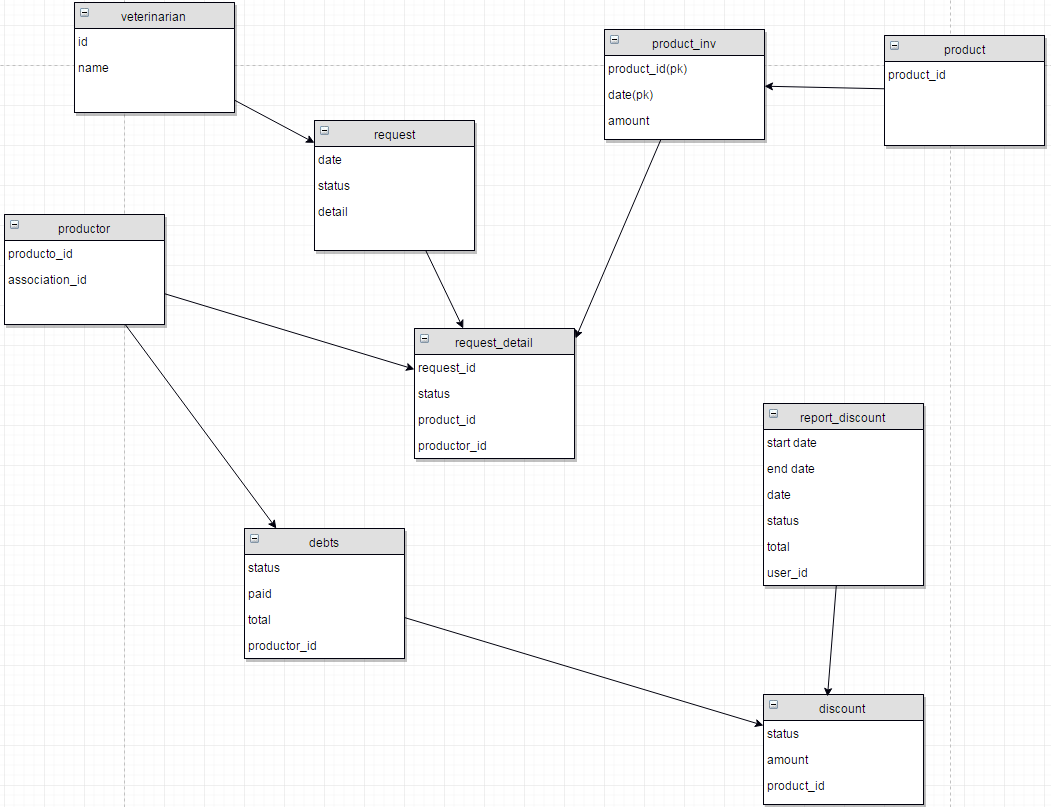 veterinarian
id
name
product_inv
product_id(pk)
date(pk)
amount
product
product_id
request
date
status
detail
productor
producto_id
association_id
request_detail
request_id
status
product_id
productor_id
report_discount
start date
end date
date
status
total
user_id
debts
status
paid
total
productor_id
discount
status
amount
product_id